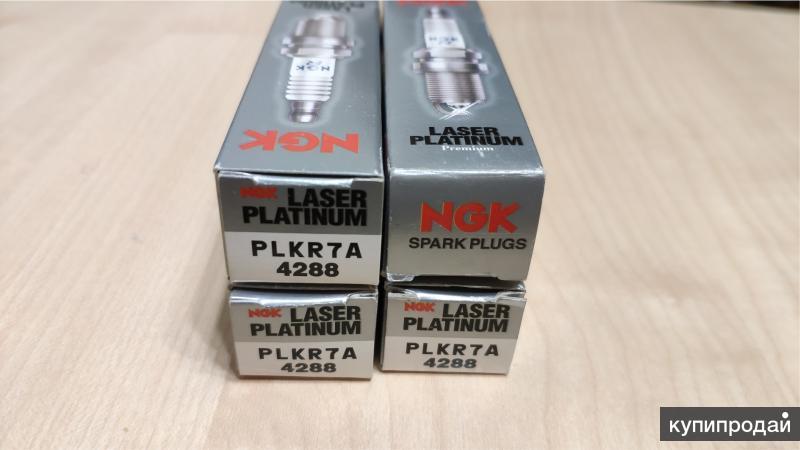 NGK
LASER
PLATINUM
Premium
NGK LASER
PLATINUM
PLKR7A
4288
NGK
SPARK PLUGS
NGK LASER
PLATINUM
PLKR7A
4288
NGK LASER
PLATINUM
PLKR7A
4288
купипродай